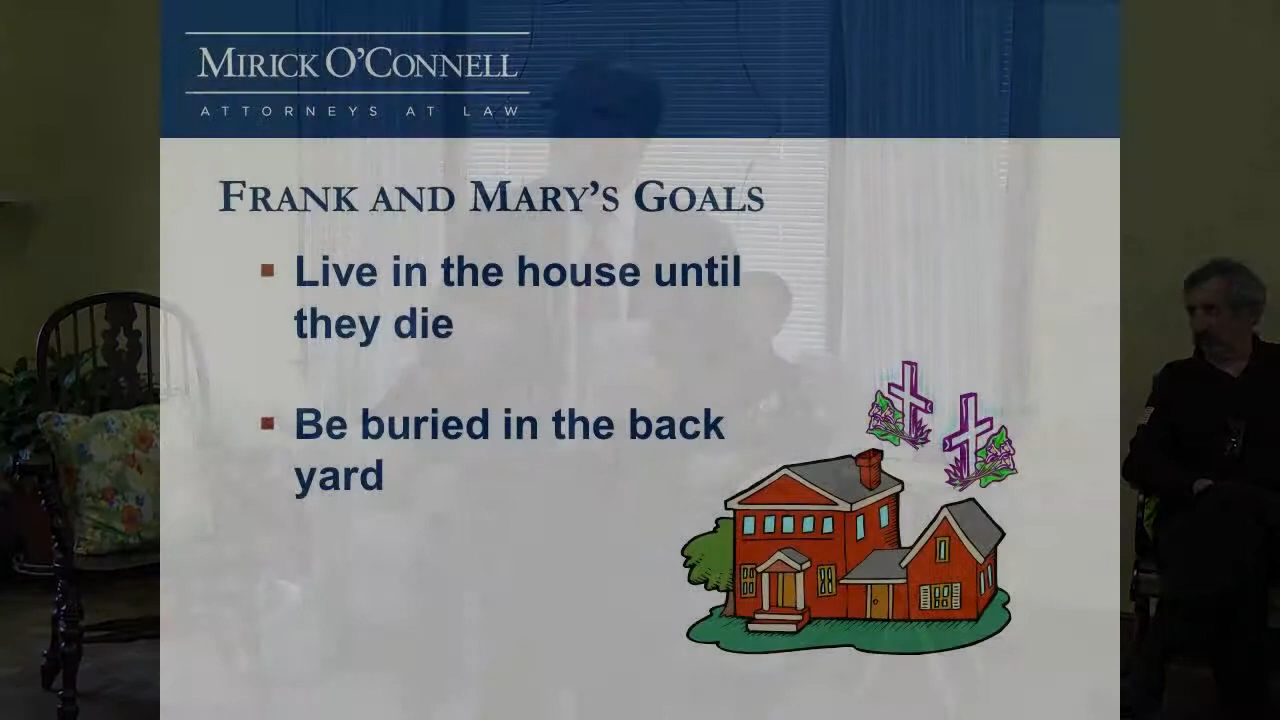 MIRICK O'CONNELL
ATTORNEYS AT LAW
FRANK AND MARY'S GOALS
▪ Live in the house until
they die
▪ Be buried in the back
yard